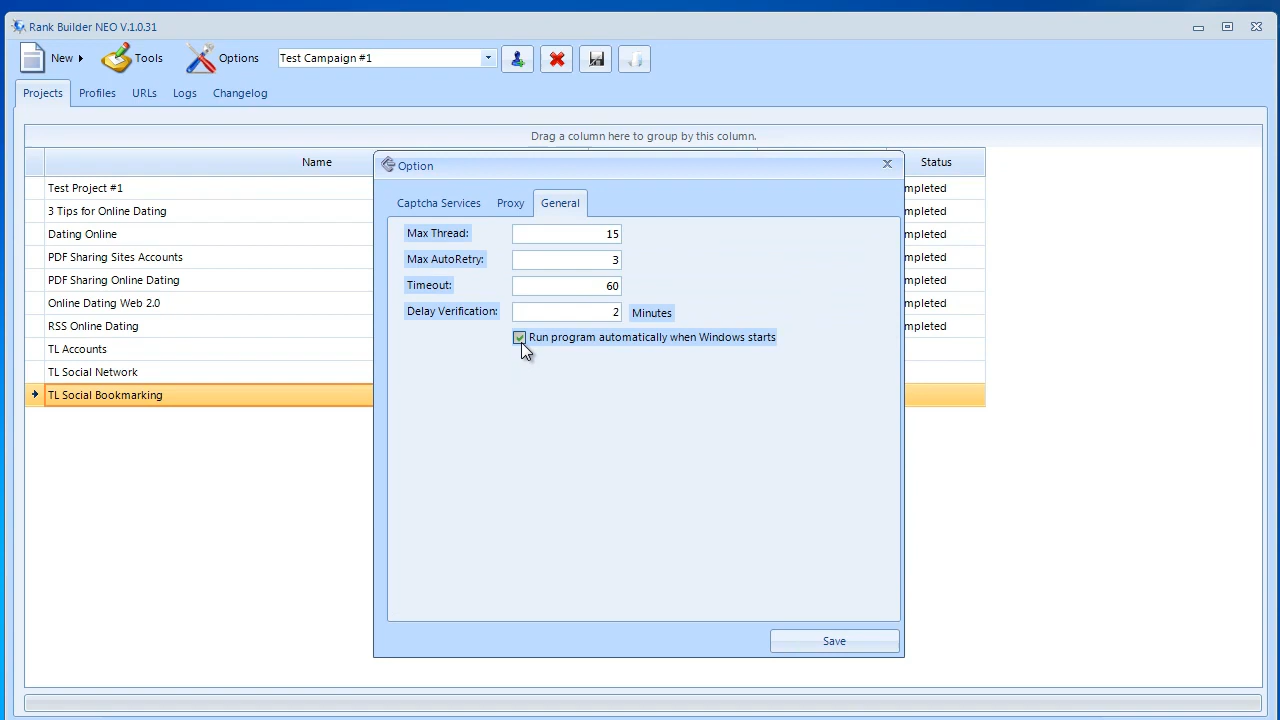 Rank Builder NEO V.1.0.31
New Tools Options Test Campaign #1
Projects Profiles URLs Logs Changelog
Drag a column here to group by this column.
Name Status
Option
Captcha Services Proxy General
Max Thread: 15
Max AutoRetry: 3
Timeout: 60
Delay Verification: 2 Minutes
Run program automatically when Windows starts
Save
Test Project #1 mpleted
3 Tips for Online Dating mpleted
Dating Online mpleted
PDF Sharing Sites Accounts mpleted
PDF Sharing Online Dating mpleted
Online Dating Web 2.0 mpleted
RSS Online Dating mpleted
TL Accounts
TL Social Network
TL Social Bookmarking